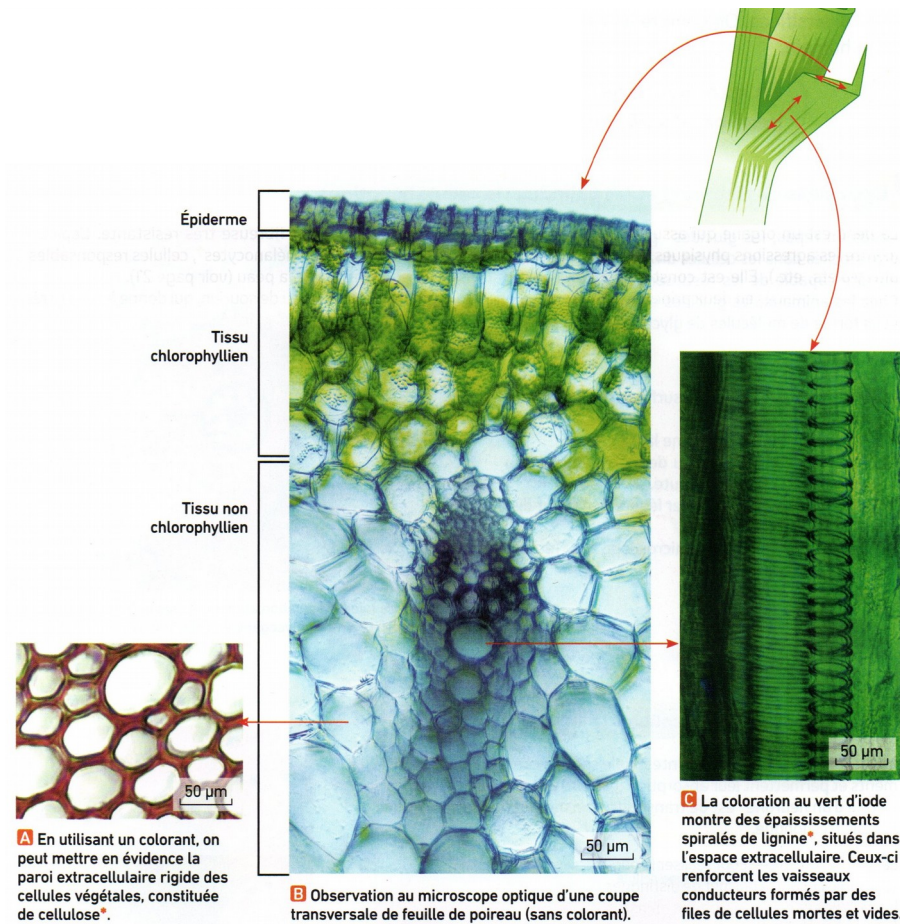 Épiderme
Tissu
chlorophyllien
Tissu non
chlorophyllien
50 µm
50 µm
50 µm
A En utilisant un colorant, on
peut mettre en évidence la
paroi extracellulaire rigide des
cellules végétales, constituée
de cellulose*.
B Observation au microscope optique d'une coupe
transversale de feuille de poireau (sans colorant).
C La coloration au vert d'iode
montre des épaississements
spiralés de lignine*, situés dans
l'espace extracellulaire. Ceux-ci
renforcent les vaisseaux
conducteurs formés par des
files de cellules mortes et vides